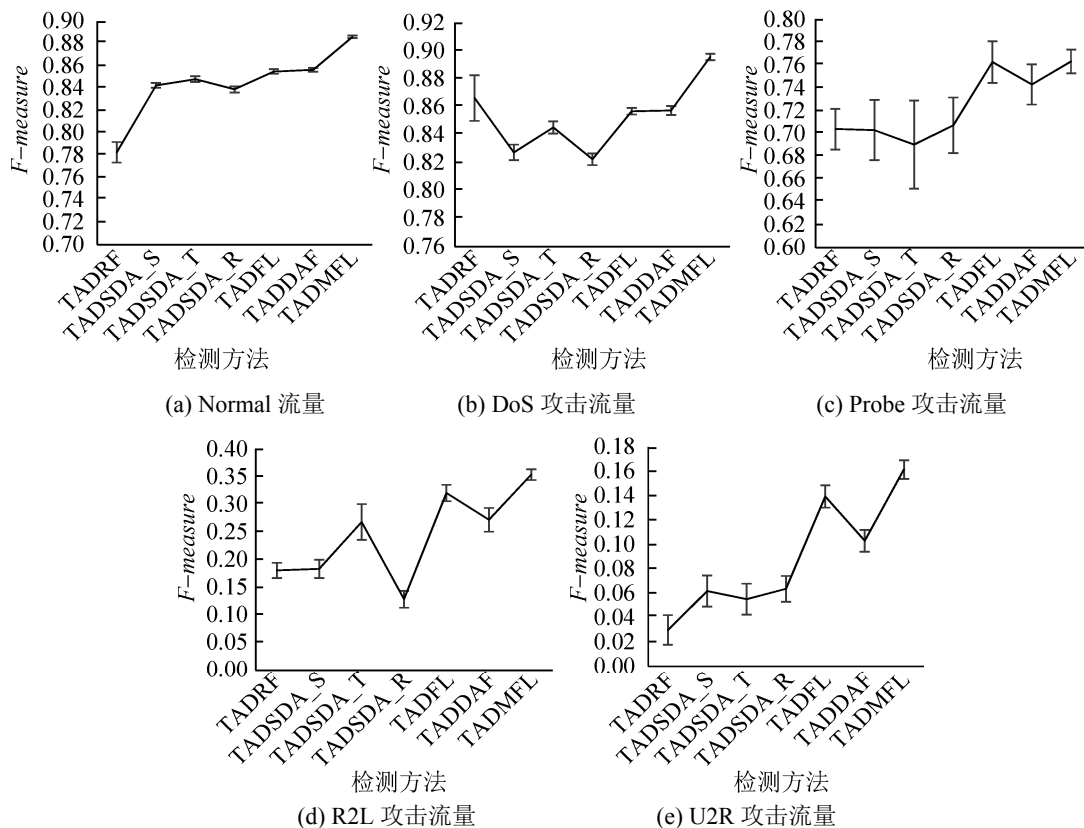 F−measure
0.90
0.88
0.86
0.84
0.82
0.80
0.78
0.76
0.74
0.72
0.70
TADRF
TADSDA_S
TADSDA_T
TADSDA_R
TADFL
TADDAF
TADMFL
检测方法
(a) Normal 流量
F−measure
0.92
0.90
0.88
0.86
0.84
0.82
0.80
0.78
0.76
TADRF
TADSDA_S
TADSDA_T
TADSDA_R
TADFL
TADDAF
TADMFL
检测方法
(b) DoS 攻击流量
F−measure
0.80
0.78
0.76
0.74
0.72
0.70
0.68
0.66
0.64
0.62
0.60
TADRF
TADSDA_S
TADSDA_T
TADSDA_R
TADFL
TADDAF
TADMFL
检测方法
(c) Probe 攻击流量
F−measure
0.40
0.35
0.30
0.25
0.20
0.15
0.10
0.05
0.00
TADRF
TADSDA_S
TADSDA_T
TADSDA_R
TADFL
TADDAF
TADMFL
检测方法
(d) R2L 攻击流量
F−measure
0.18
0.16
0.14
0.12
0.10
0.08
0.06
0.04
0.02
0.00
TADRF
TADSDA_S
TADSDA_T
TADSDA_R
TADFL
TADDAF
TADMFL
检测方法
(e) U2R 攻击流量